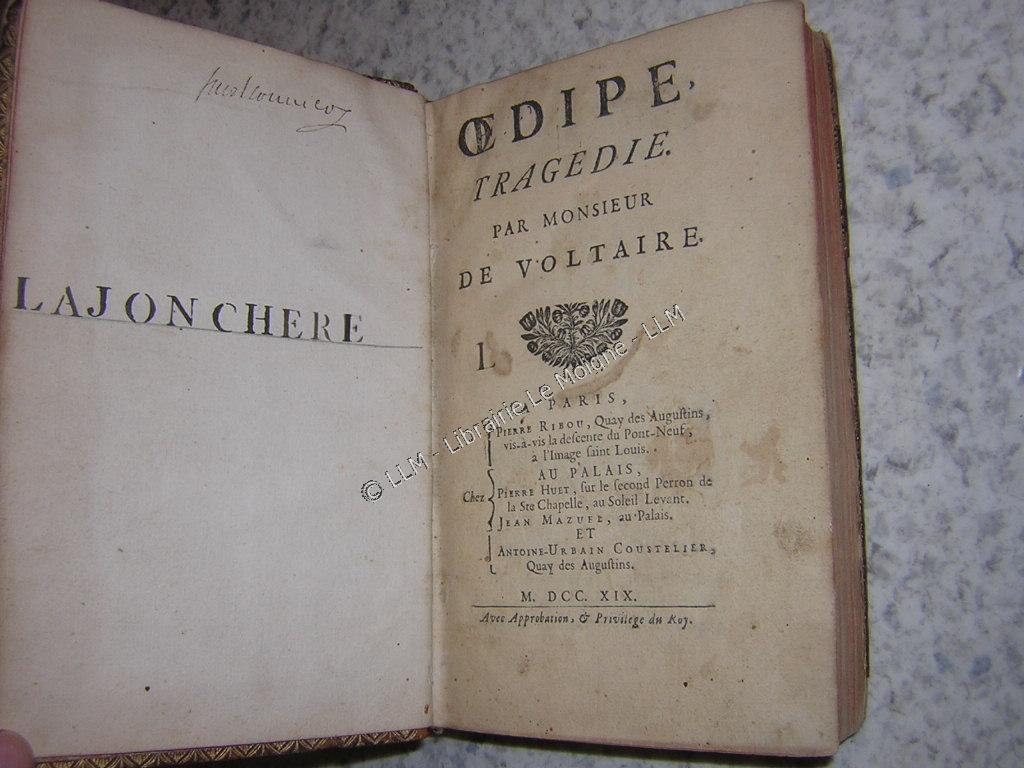 LAJONCHERE
ŒDIPE,
TRAGEDIE.
PAR MONSIEUR
DE VOLTAIRE.
L
A PARIS,
PIERRE RIBOU, Quay des Auguſtins,
vis-à-vis la deſcente du Pont-Neuf,
à l'Image ſaint Louis.
AU PALAIS,
Chez
PIERRE HUET, ſur le ſecond Perron de
la Ste Chapelle, au Soleil Levant.
JEAN MAZUEL, au Palais.
ET
ANTOINE-URBAIN COUSTELIER,
Quay des Auguſtins.
M. DCC. XIX.
Avec Approbation, & Privilege du Roy.
© LLM - Librairie Le Moigne - LLM